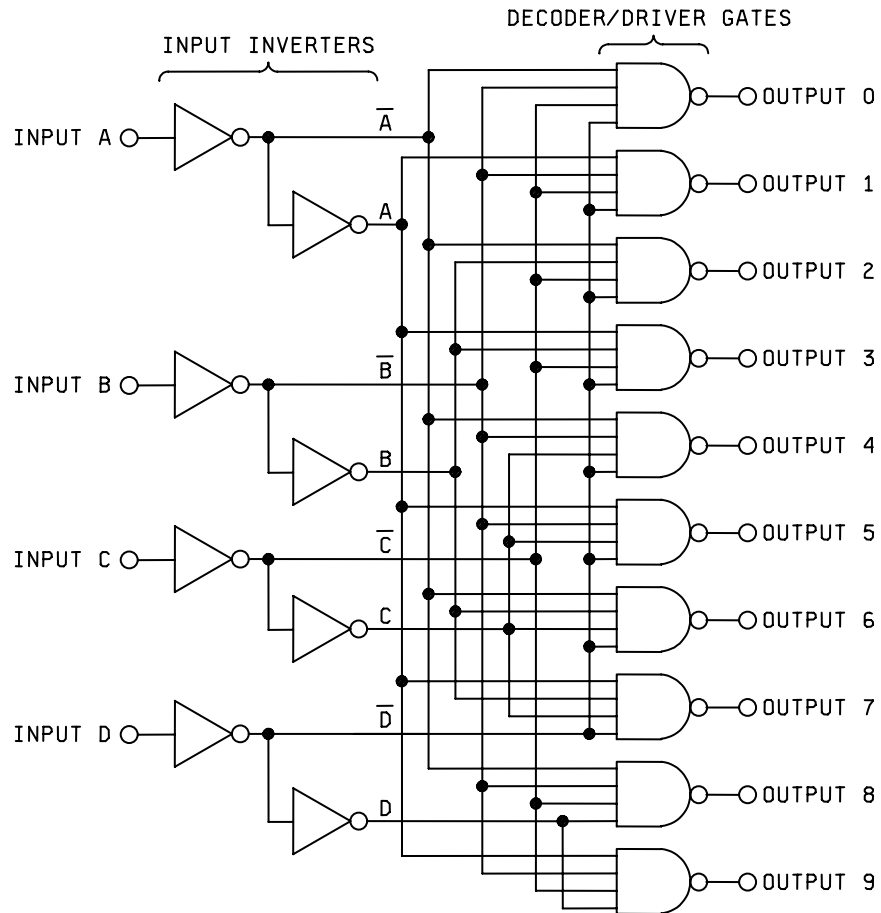 DECODER/DRIVER GATES
INPUT INVERTERS
OUTPUT 0
A̅
INPUT A
OUTPUT 1
A
OUTPUT 2
OUTPUT 3
B̅
INPUT B
OUTPUT 4
B
OUTPUT 5
C̅
INPUT C
OUTPUT 6
C
OUTPUT 7
D̅
INPUT D
OUTPUT 8
D
OUTPUT 9